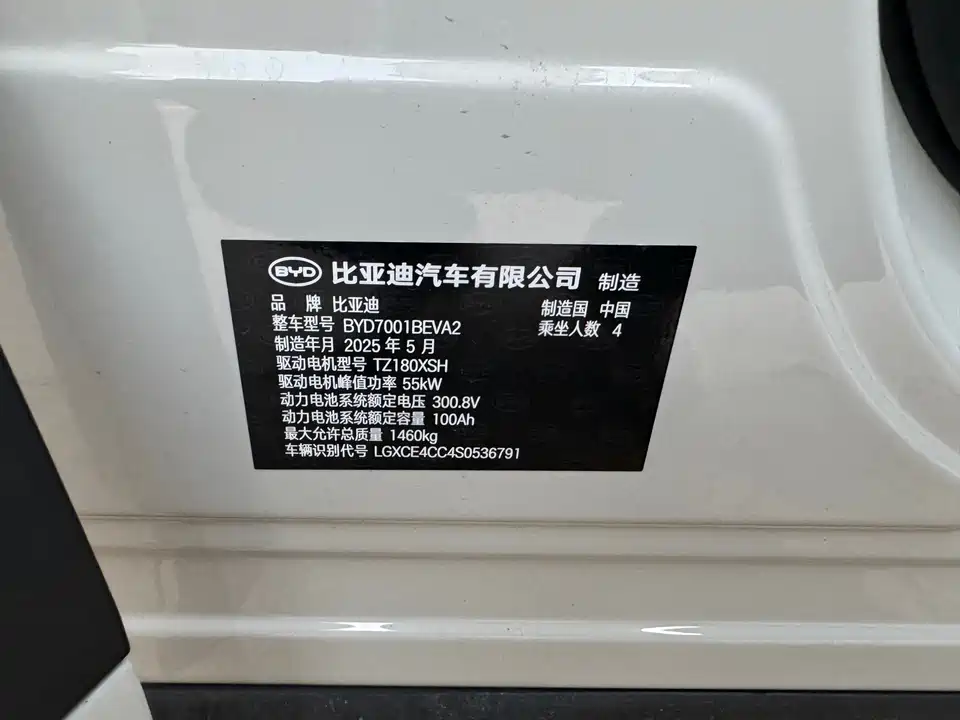 BYD 比亚迪汽车有限公司 制造
品 牌 比亚迪 制造国 中国
整车型号 BYD7001BEVA2 乘坐人数 4
制造年月 2025 年 5 月
驱动电机型号 TZ180XSH
驱动电机峰值功率 55kW
动力电池系统额定电压 300.8V
动力电池系统额定容量 100Ah
最大允许总质量 1460kg
车辆识别代号 LGXCE4CC4S0536791